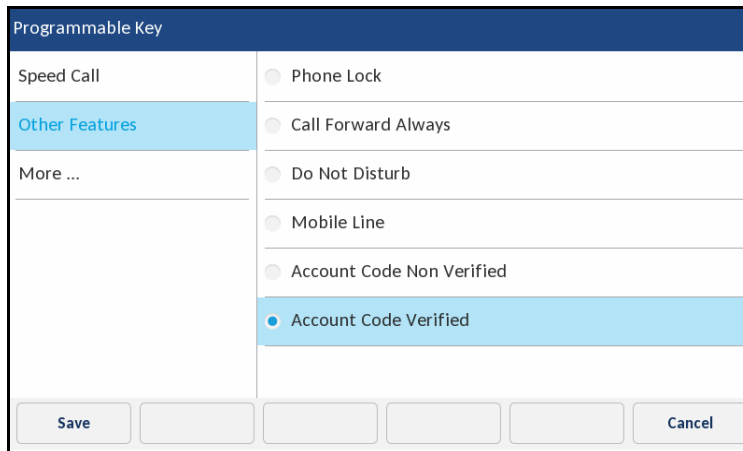 Programmable Key
Speed Call
Other Features
More ...
Phone Lock
Call Forward Always
Do Not Disturb
Mobile Line
Account Code Non Verified
Account Code Verified
Save
Cancel